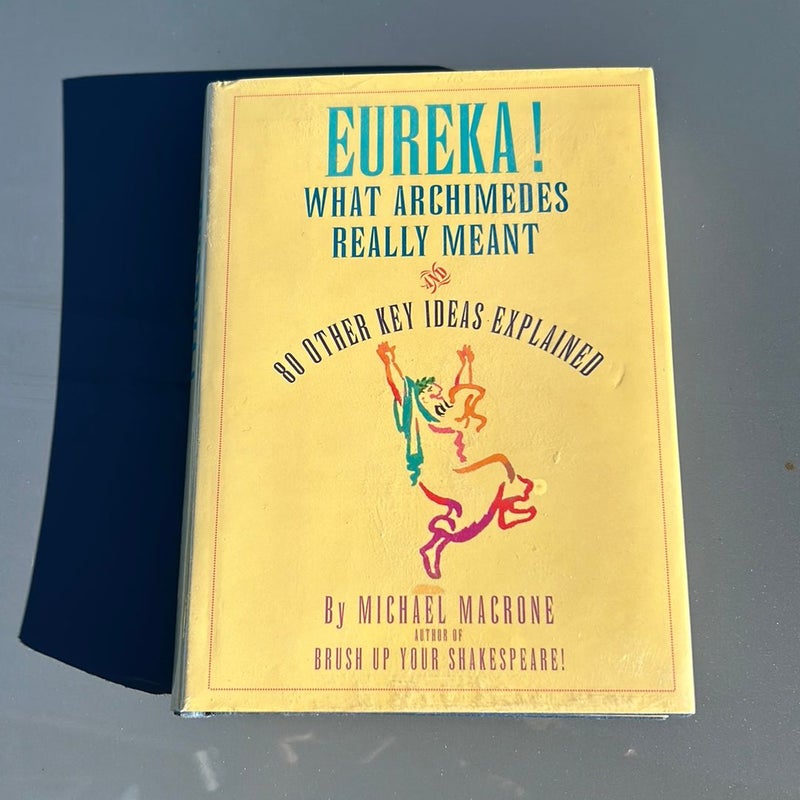 EUREKA!
WHAT ARCHIMEDES
REALLY MEANT
AND
80 OTHER KEY IDEAS EXPLAINED
By MICHAEL MACRONE
AUTHOR OF
BRUSH UP YOUR SHAKESPEARE!